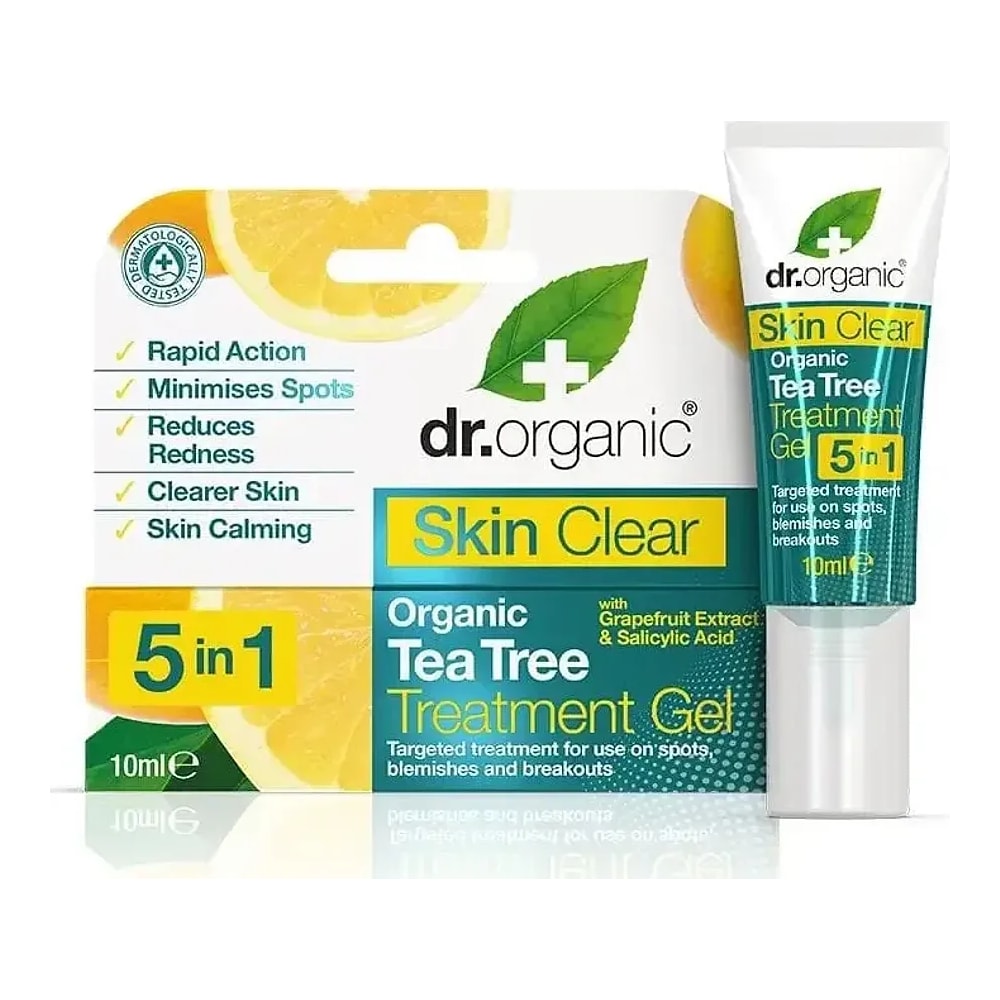 DERMATOLOGICALLY TESTED
✓ Rapid Action
✓ Minimises Spots
✓ Reduces
Redness
✓ Clearer Skin
✓ Skin Calming
5 in 1
10ml℮
dr.organic®
Skin Clear
Organic
Tea Tree
Treatment Gel
with
Grapefruit Extract
& Salicylic Acid
Targeted treatment for use on spots,
blemishes and breakouts
dr.organic®
Skin Clear
Organic
Tea Tree
Treatment
Gel 5 in 1
Targeted treatment
for use on spots,
blemishes and
breakouts
10ml℮